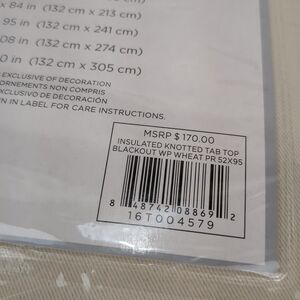 x 84 in (132 cm x 213 cm)
95 in (132 cm x 241 cm)
08 in (132 cm x 274 cm)
0 in (132 cm x 305 cm)
EXCLUSIVE OF DECORATION
ORNEMENTS NON COMPRIS
EXCLUSIVO DE DECORACIÓN
N IN LABEL FOR CARE INSTRUCTIONS.
MSRP $170.00
INSULATED KNOTTED TAB TOP
BLACKOUT WP WHEAT PR 52X95
8 48742 08869 2
16T004579